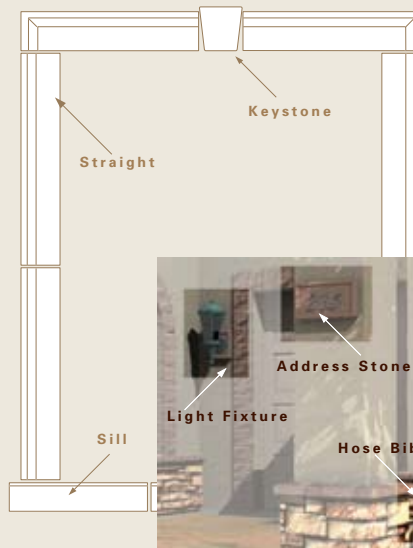 Keystone
Straight
Address Stone
Light Fixture
Sill
Hose Bib